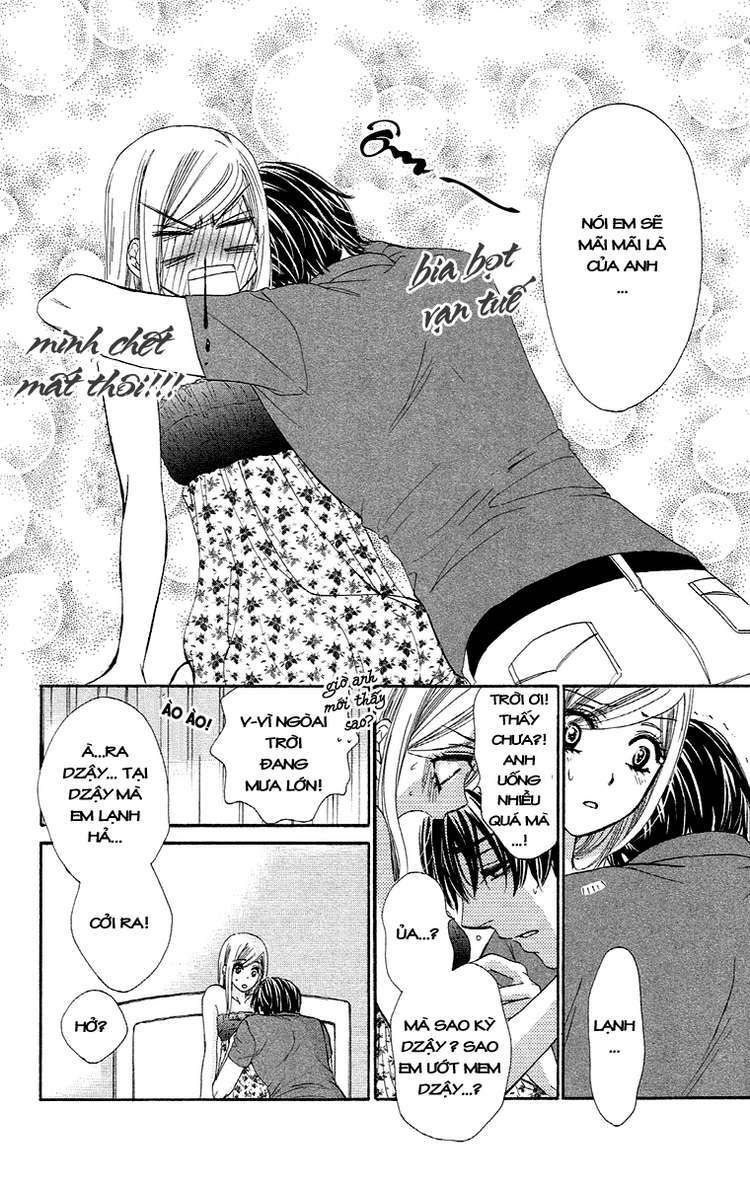 NÓI EM SẼ
MÃI MÃI LÀ
CỦA ANH
...
ôm~
bia bọt
vạn tuế
mình chết
mất thôi!!!
LẠNH
...
TRỜI ƠI!
THẤY
CHƯA?!
ANH
UỐNG
NHIỀU
QUÁ MÀ
...!
ỦA...?
MÀ SAO KỲ
DZẬY ? SAO
EM ƯỚT MEM
DZẬY...?
V-VÌ NGOÀI
TRỜI
ĐANG
MƯA LỚN!
giờ anh
mới thấy
sao?
ÀO ÀO!
À...RA
DZẬY... TẠI
DZẬY MÀ
EM LẠNH
HẢ...
CỞI RA!
HỞ?